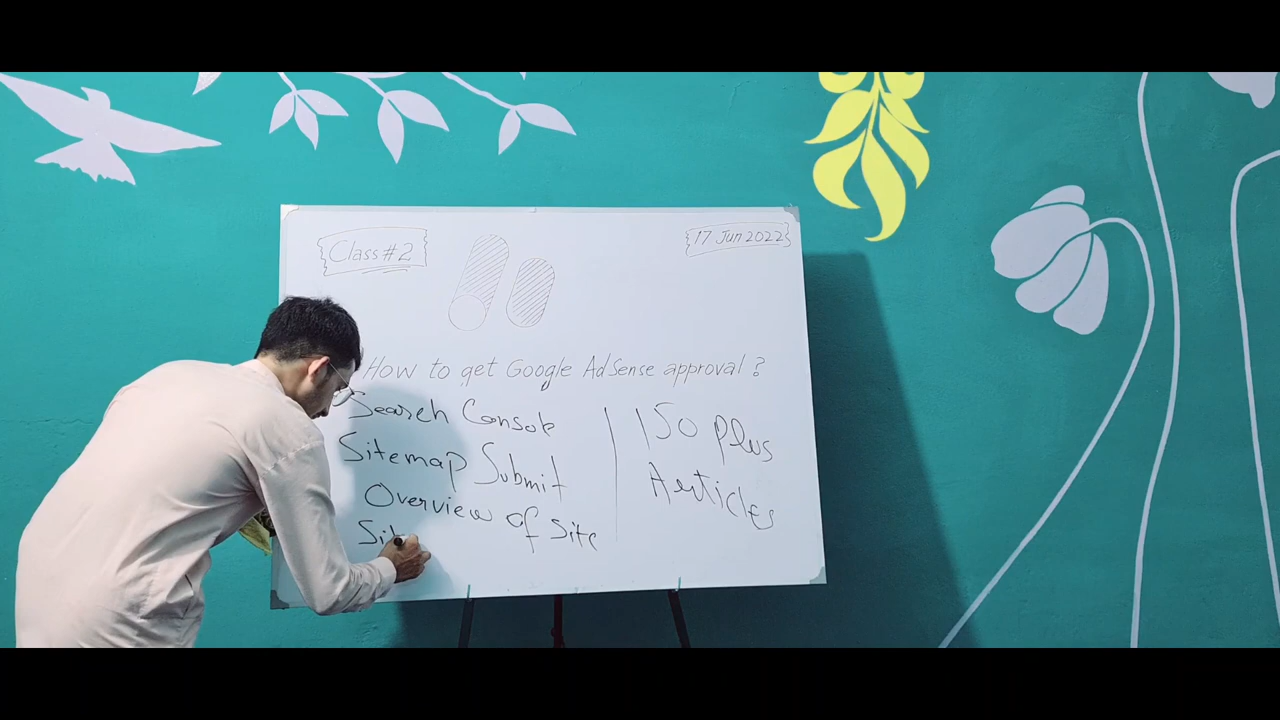 Class#2
17 Jun 2022
How to get Google AdSense approval?
Search Console
Sitemap Submit
Overview of Site
Sit
150 plus
Articles